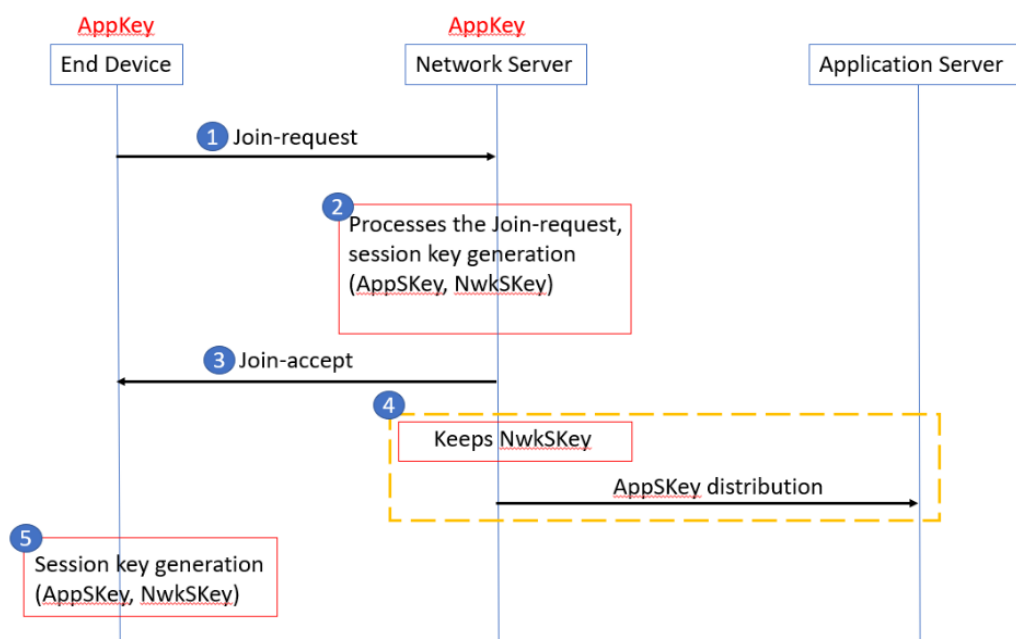 AppKey
AppKey
End Device
Network Server
Application Server
1 Join-request
2
Processes the Join-request,
session key generation
(AppSKey, NwkSKey)
3 Join-accept
4
Keeps NwkSKey
AppSKey distribution
5
Session key generation
(AppSKey, NwkSKey)